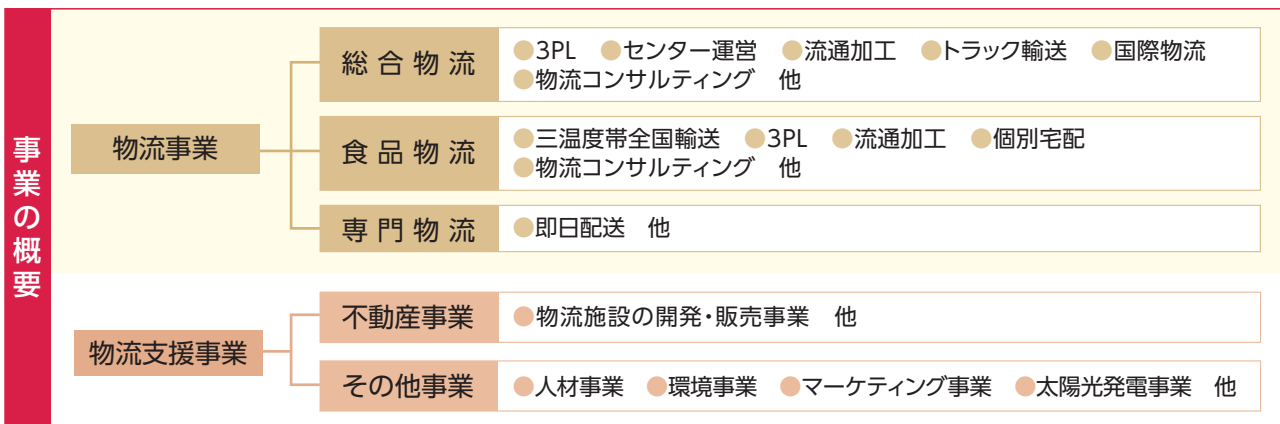 事業の概要
物流事業
総合物流
●3PL ●センター運営 ●流通加工 ●トラック輸送 ●国際物流
●物流コンサルティング 他
食品物流
●三温度帯全国輸送 ●3PL ●流通加工 ●個別宅配
●物流コンサルティング 他
専門物流
●即日配送 他
物流支援事業
不動産事業
●物流施設の開発・販売事業 他
その他事業
●人材事業 ●環境事業 ●マーケティング事業 ●太陽光発電事業 他